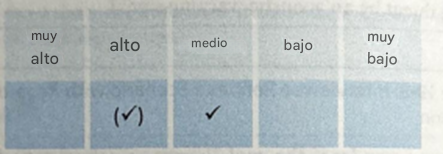 muy alto
alto
medio
bajo
muy bajo
(✓)
✓